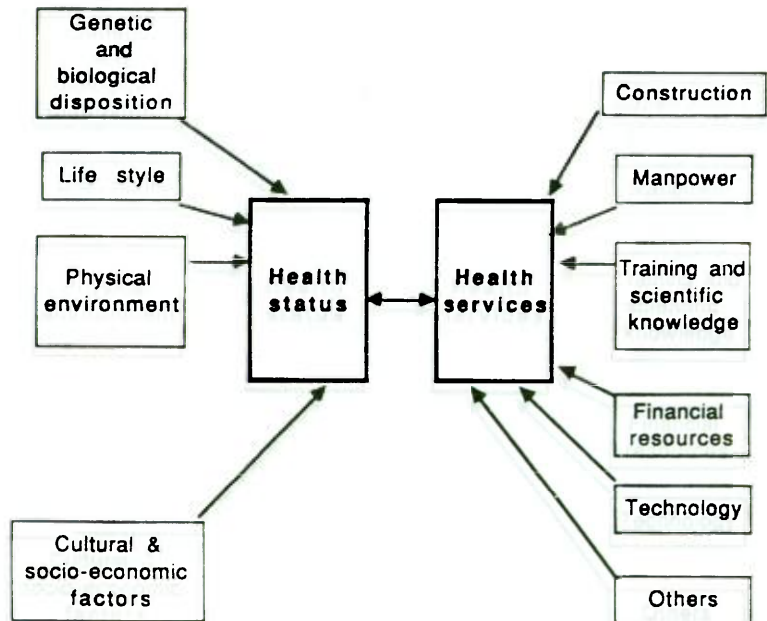 Genetic
and
biological
disposition
Life style
Physical
environment
Cultural &
socio-economic
factors
Health
status
Health
services
Construction
Manpower
Training and
scientific
knowledge
Financial
resources
Technology
Others